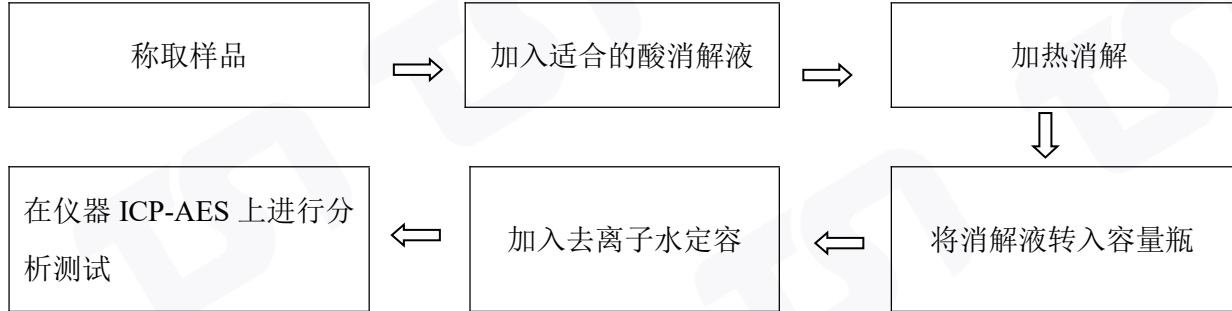 称取样品
加入适合的酸消解液
加热消解
将消解液转入容量瓶
加入去离子水定容
在仪器 ICP-AES 上进行分
析测试